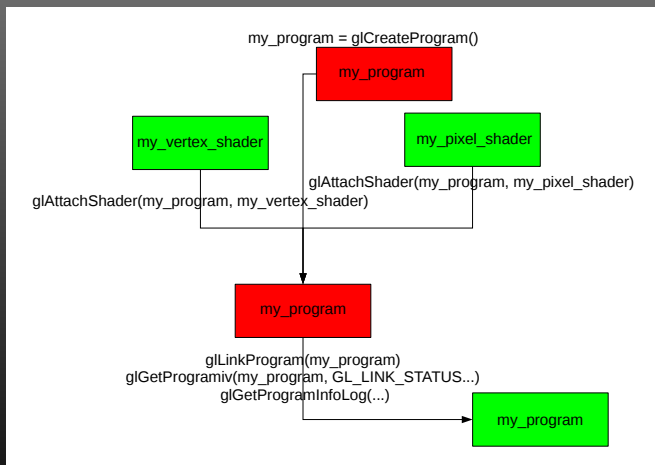 my_program = glCreateProgram()
my_program
my_vertex_shader
my_pixel_shader
glAttachShader(my_program, my_pixel_shader)
glAttachShader(my_program, my_vertex_shader)
my_program
glLinkProgram(my_program)
glGetProgramiv(my_program, GL_LINK_STATUS...)
glGetProgramInfoLog(...)
my_program